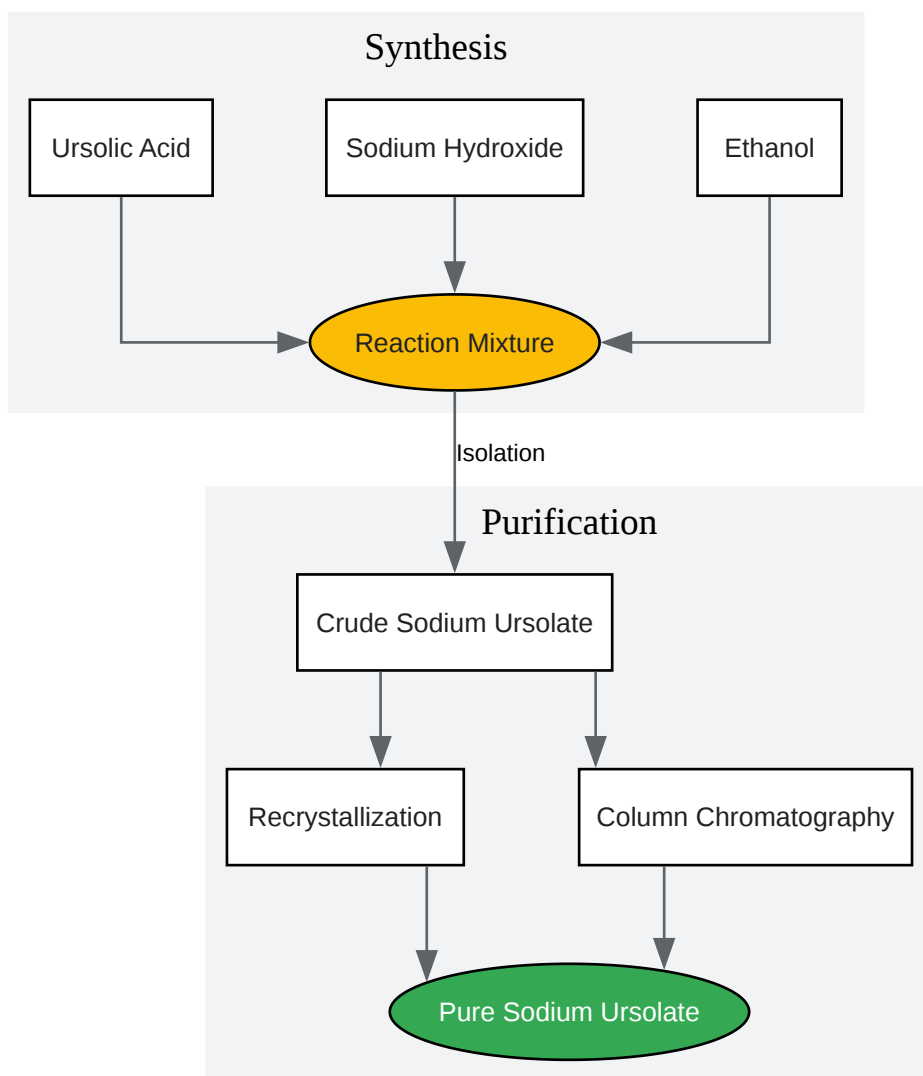 Synthesis
Ursolic Acid
Sodium Hydroxide
Ethanol
Reaction Mixture
Isolation
Purification
Crude Sodium Ursolate
Recrystallization
Column Chromatography
Pure Sodium Ursolate